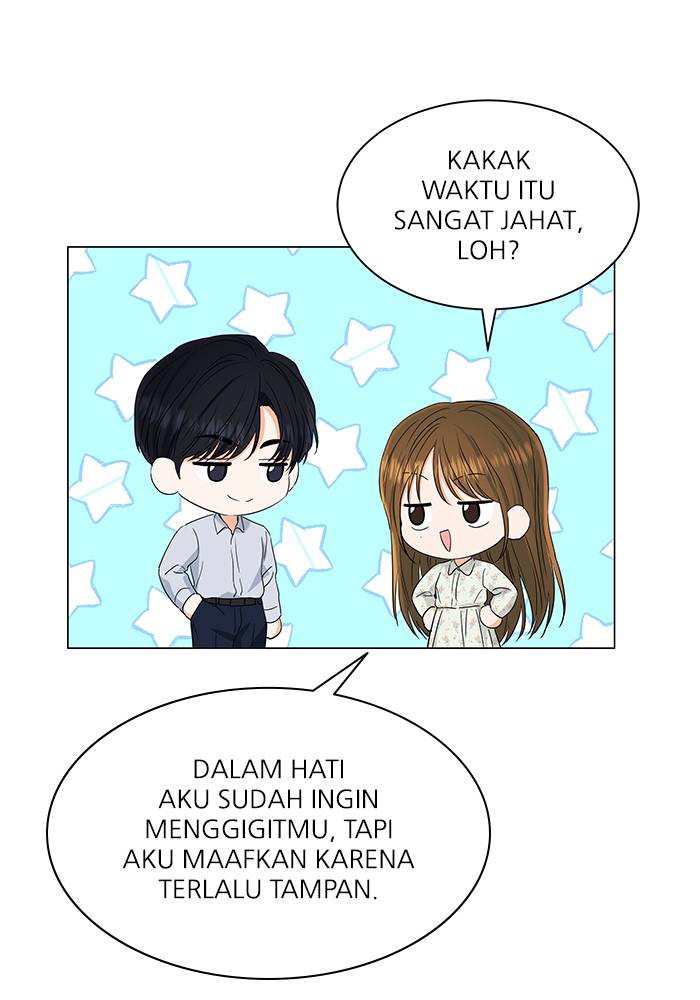 KAKAK
WAKTU ITU
SANGAT JAHAT,
LOH?
DALAM HATI
AKU SUDAH INGIN
MENGGIGITMU, TAPI
AKU MAAFKAN KARENA
TERLALU TAMPAN.